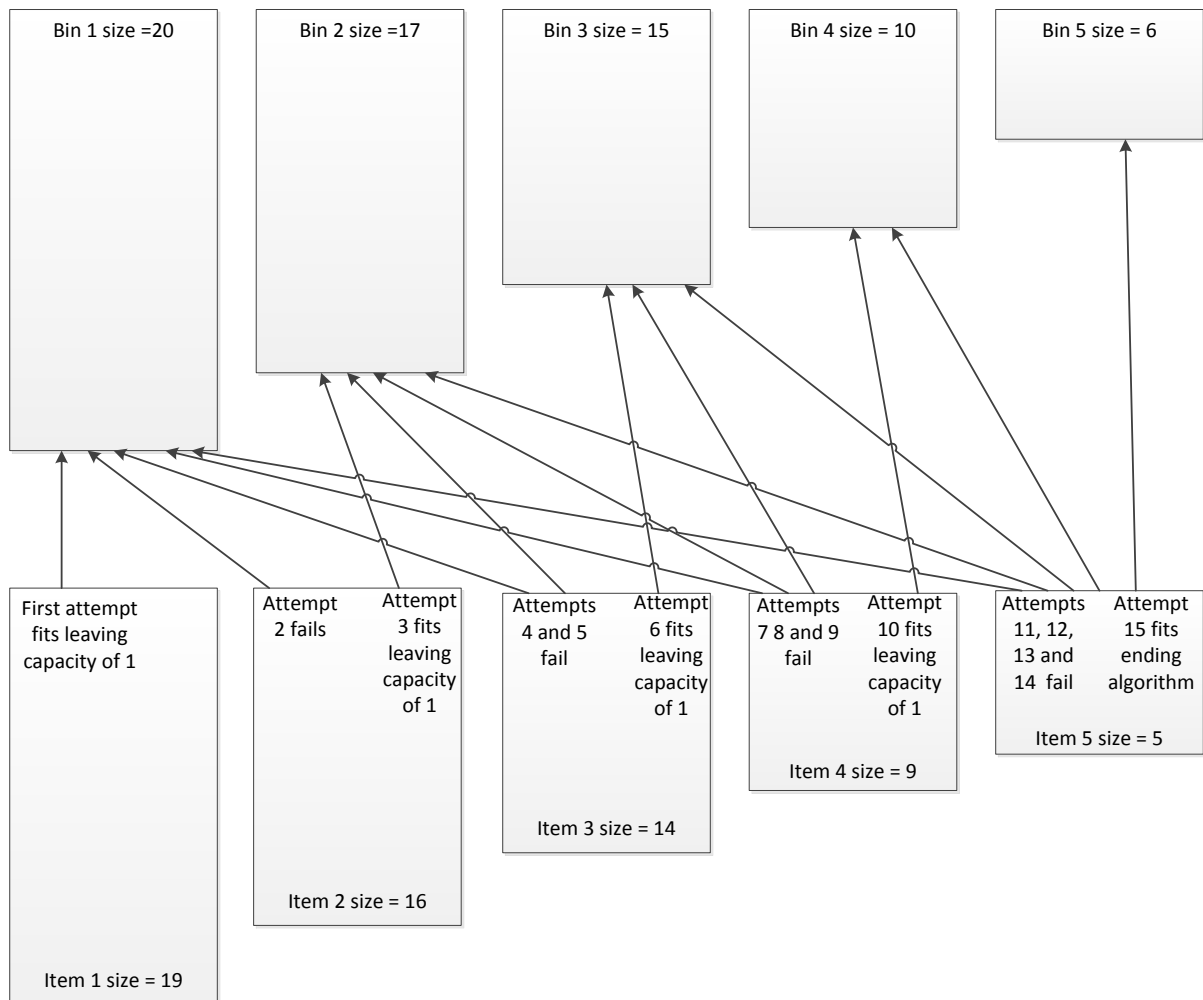 Bin 1 size =20
Bin 2 size =17
Bin 3 size = 15
Bin 4 size = 10
Bin 5 size = 6
First attempt
fits leaving
capacity of 1
Item 1 size = 19
Attempt
2 fails
Attempt
3 fits
leaving
capacity
of 1
Item 2 size = 16
Attempts
4 and 5
fail
Attempt
6 fits
leaving
capacity
of 1
Item 3 size = 14
Attempts
7 8 and 9
fail
Attempt
10 fits
leaving
capacity
of 1
Item 4 size = 9
Attempts
11, 12,
13 and
14 fail
Attempt
15 fits
ending
algorithm
Item 5 size = 5